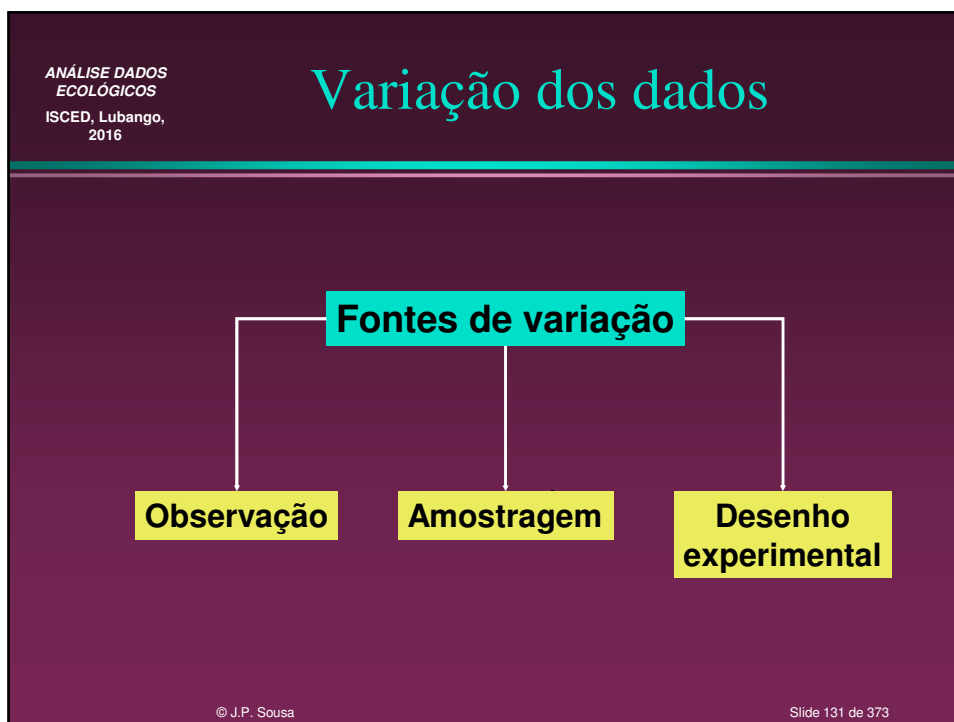 ANÁLISE DADOS
ECOLÓGICOS
ISCED, Lubango,
2016
Variação dos dados
Fontes de variação
Observação
Amostragem
Desenho
experimental
© J.P. Sousa
Slide 131 de 373